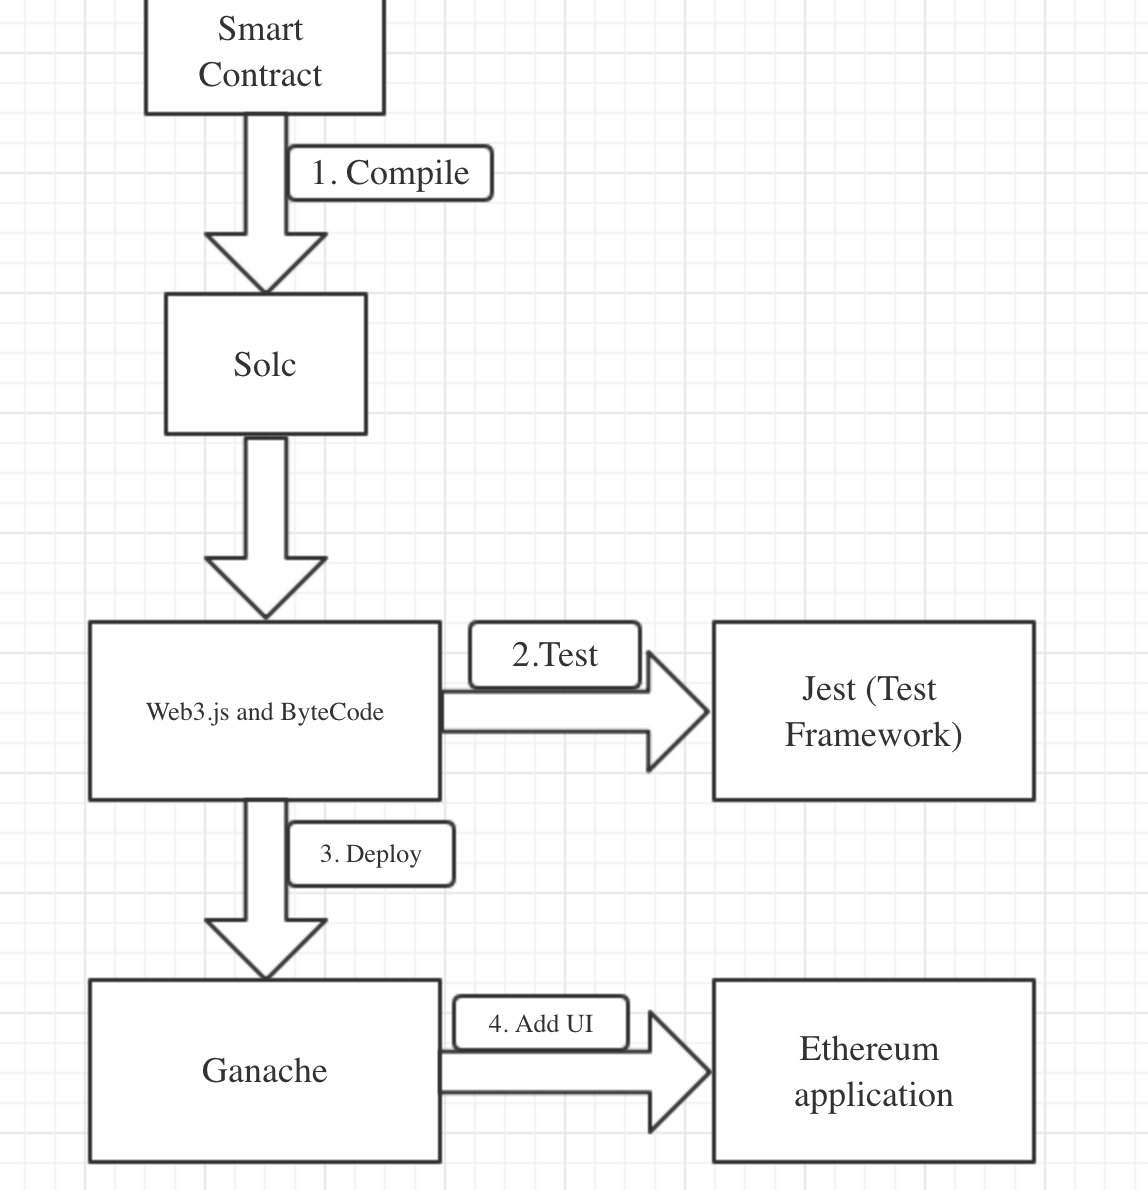 Smart
Contract
1. Compile
Solc
Web3.js and ByteCode
2.Test
Jest (Test
Framework)
3. Deploy
Ganache
4. Add UI
Ethereum
application